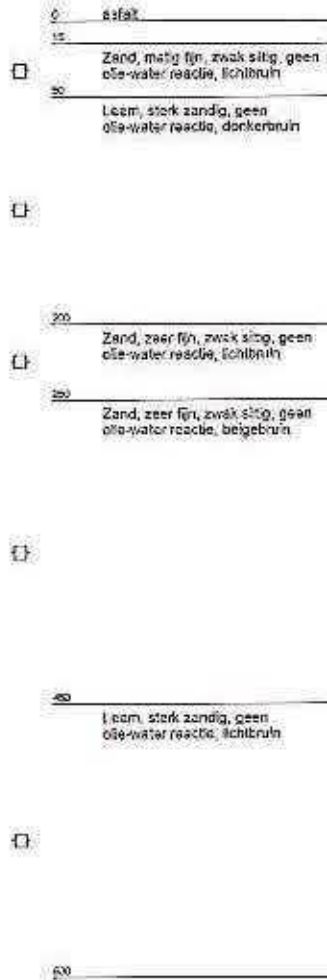 0 asfalt
15
Zand, matig fijn, zwak siltig, geen
olie-water reactie, lichtbruin
50
Leem, sterk zandig, geen
olie-water reactie, donkerbruin
200
Zand, zeer fijn, zwak siltig, geen
olie-water reactie, lichtbruin
250
Zand, zeer fijn, zwak siltig, geen
olie-water reactie, beigebruin
450
Leem, sterk zandig, geen
olie-water reactie, lichtbruin